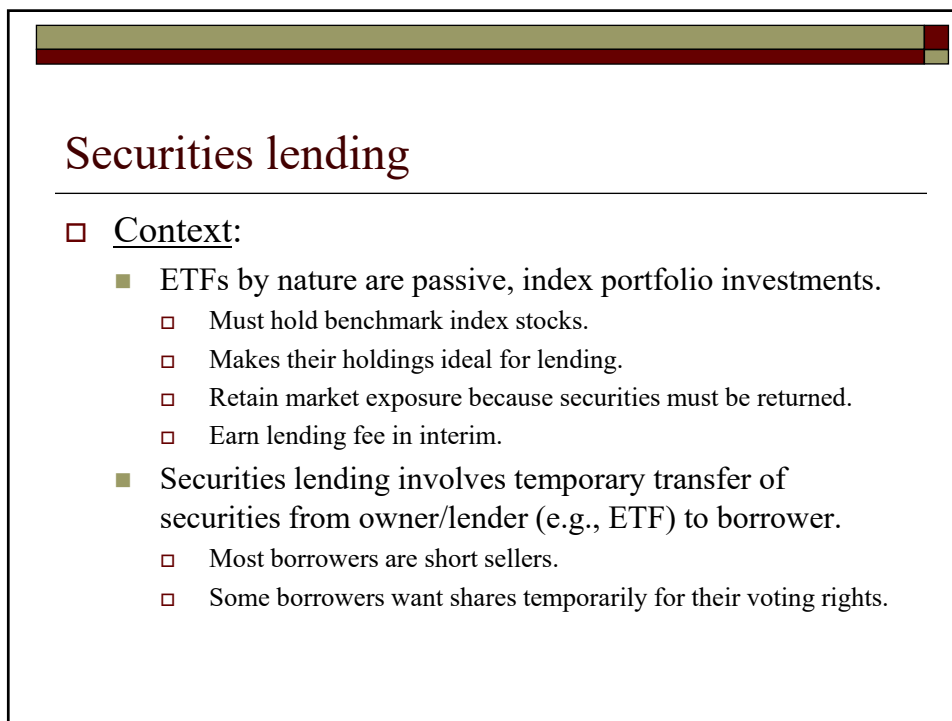 Securities lending
Context:
ETFs by nature are passive, index portfolio investments.
Must hold benchmark index stocks.
Makes their holdings ideal for lending.
Retain market exposure because securities must be returned.
Earn lending fee in interim.
Securities lending involves temporary transfer of
securities from owner/lender (e.g., ETF) to borrower.
Most borrowers are short sellers.
Some borrowers want shares temporarily for their voting rights.